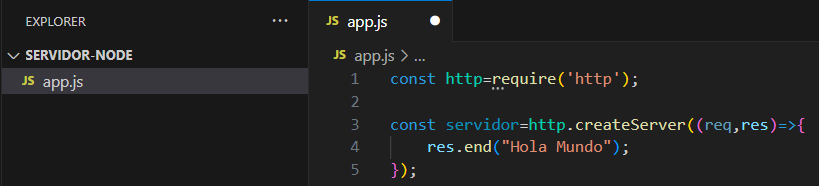 EXPLORER ...
SERVIDOR-NODE
JS app.js
JS app.js
JS app.js > ...
1 const http=require('http');
2
3 const servidor=http.createServer((req,res)=>{
4 res.end("Hola Mundo");
5 });